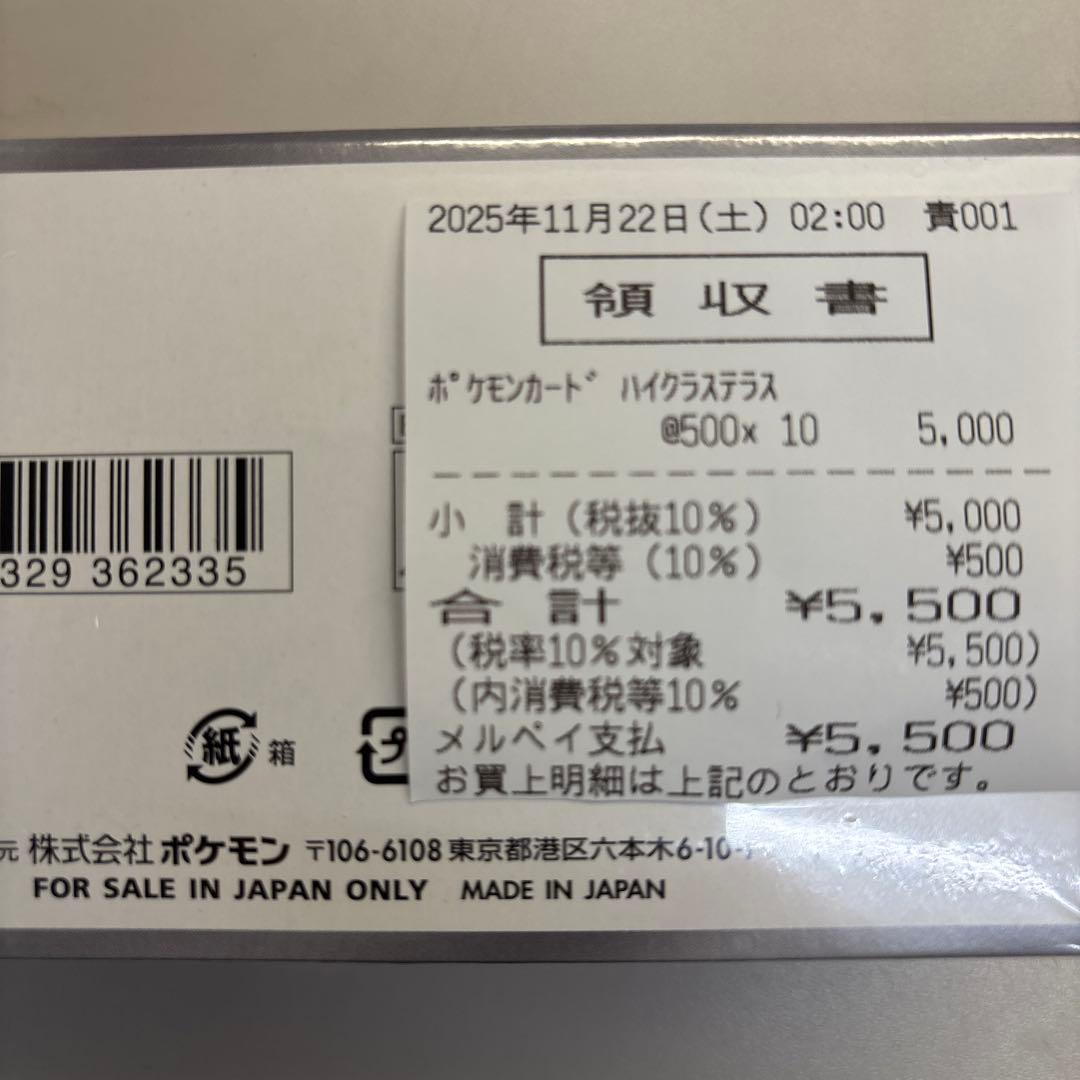 2025年11月22日(土) 02:00 責001
領収書
ﾎﾟｹﾓﾝｶｰﾄﾞ ﾊｲｸﾗｽﾃﾗｽ
@500x 10 5,000
小 計(税抜10%) ¥5,000
消費税等(10%) ¥500
合 計 ¥5,500
(税率10%対象 ¥5,500)
(内消費税等10% ¥500)
メルペイ支払 ¥5,500
お買上明細は上記のとおりです。
329 362335
紙 箱
プ
元 株式会社ポケモン 〒106-6108 東京都港区六本木6-10-
FOR SALE IN JAPAN ONLY MADE IN JAPAN